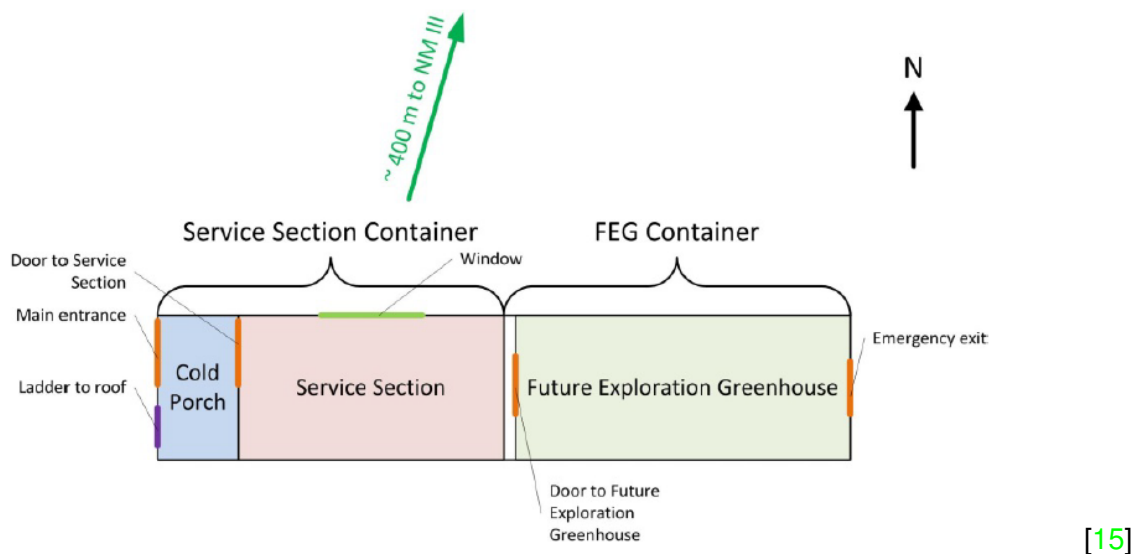 ~ 400 m to NM III
N
Service Section Container
FEG Container
Door to Service
Section
Window
Main entrance
Emergency exit
Ladder to roof
Cold
Porch
Service Section
Future Exploration Greenhouse
Door to Future
Exploration
Greenhouse
[15]